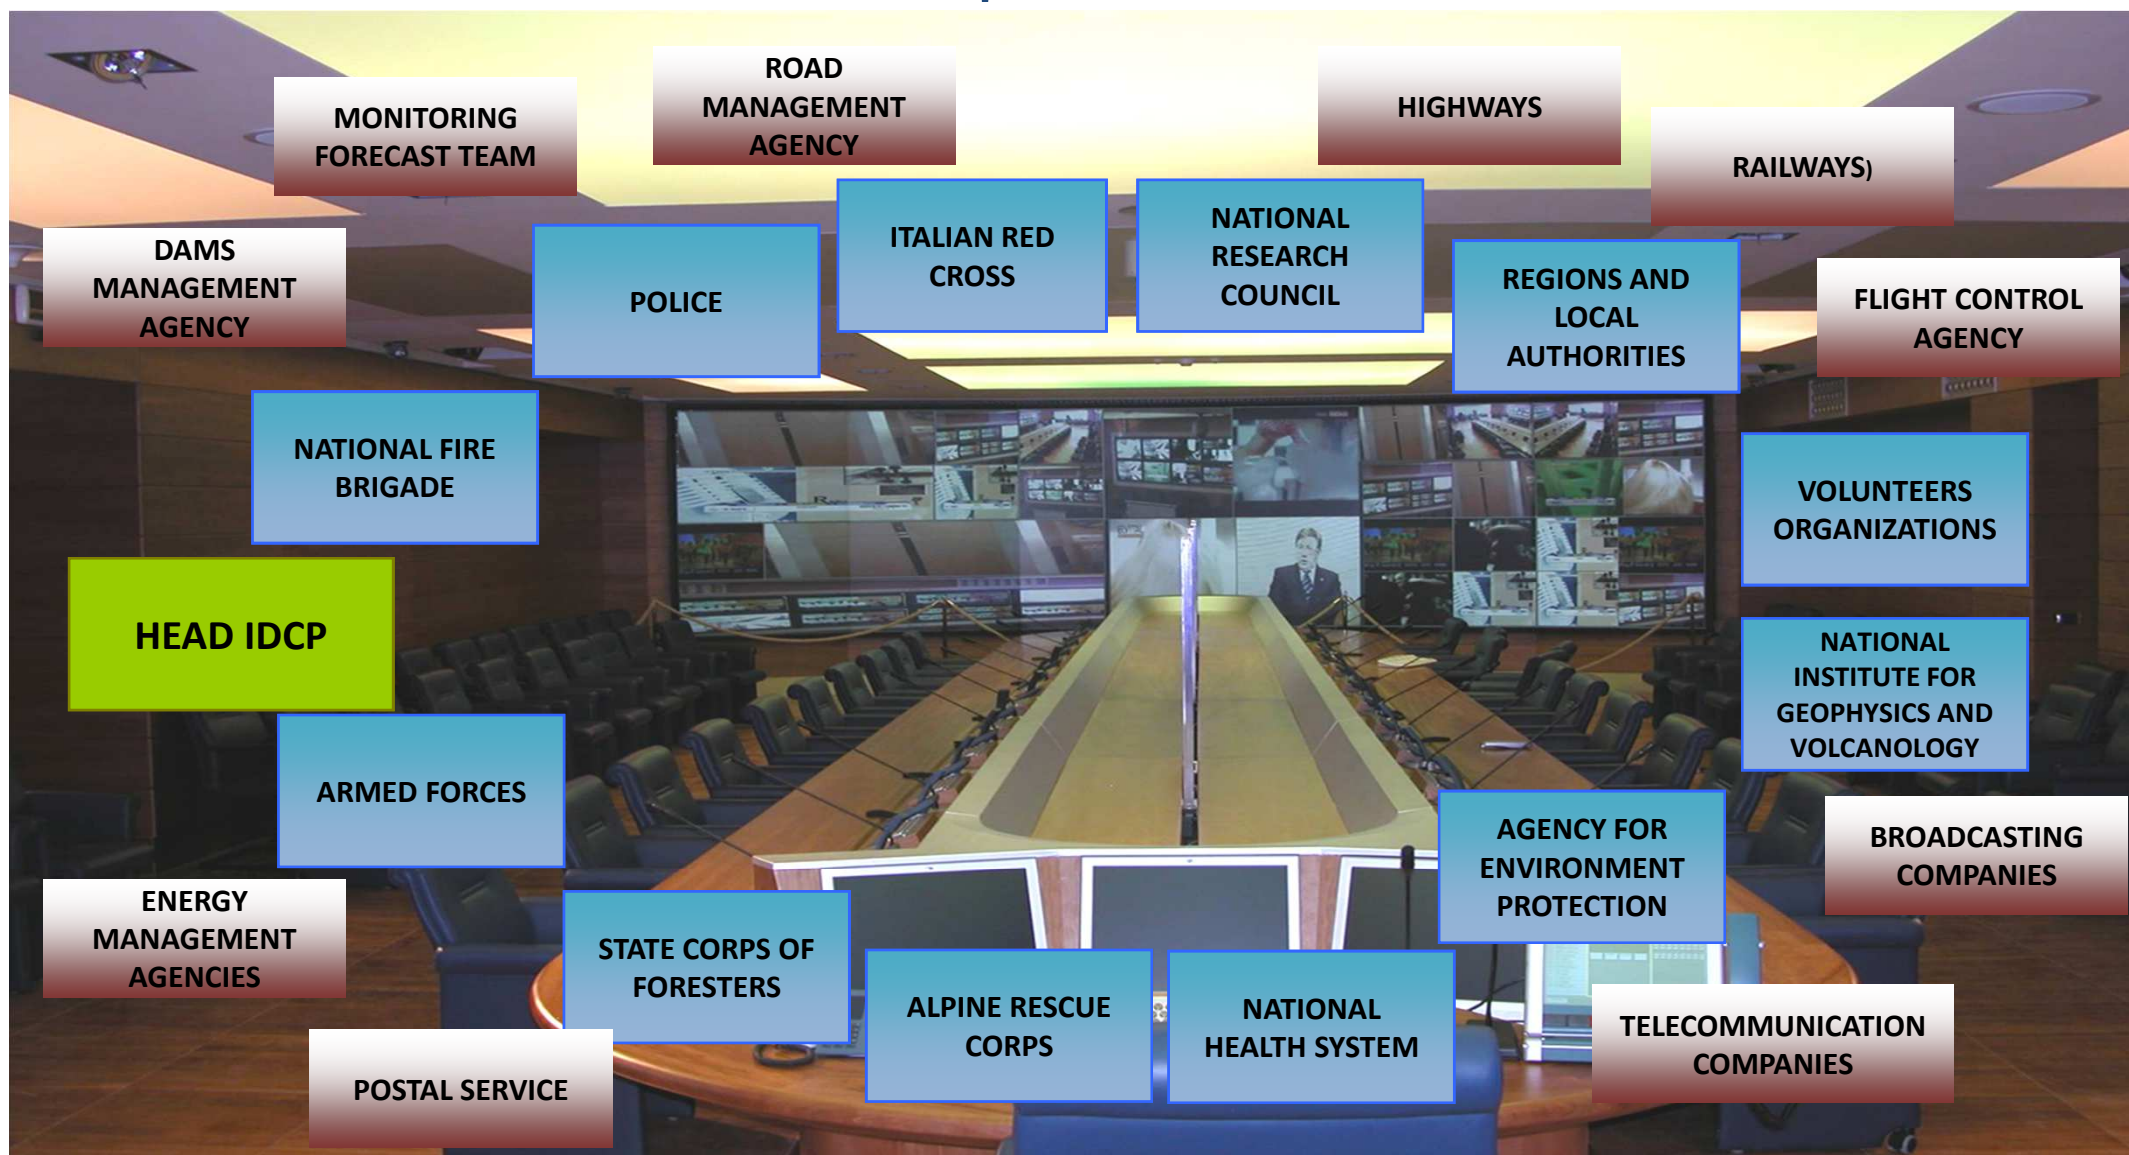 ROAD
MANAGEMENT
AGENCY
HIGHWAYS
MONITORING
FORECAST TEAM
RAILWAYS)
DAMS
MANAGEMENT
AGENCY
POLICE
ITALIAN RED
CROSS
NATIONAL
RESEARCH
COUNCIL
REGIONS AND
LOCAL
AUTHORITIES
FLIGHT CONTROL
AGENCY
NATIONAL FIRE
BRIGADE
VOLUNTEERS
ORGANIZATIONS
HEAD IDCP
NATIONAL
INSTITUTE FOR
GEOPHYSICS AND
VOLCANOLOGY
ARMED FORCES
AGENCY FOR
ENVIRONMENT
PROTECTION
BROADCASTING
COMPANIES
ENERGY
MANAGEMENT
AGENCIES
STATE CORPS OF
FORESTERS
ALPINE RESCUE
CORPS
NATIONAL
HEALTH SYSTEM
TELECOMMUNICATION
COMPANIES
POSTAL SERVICE